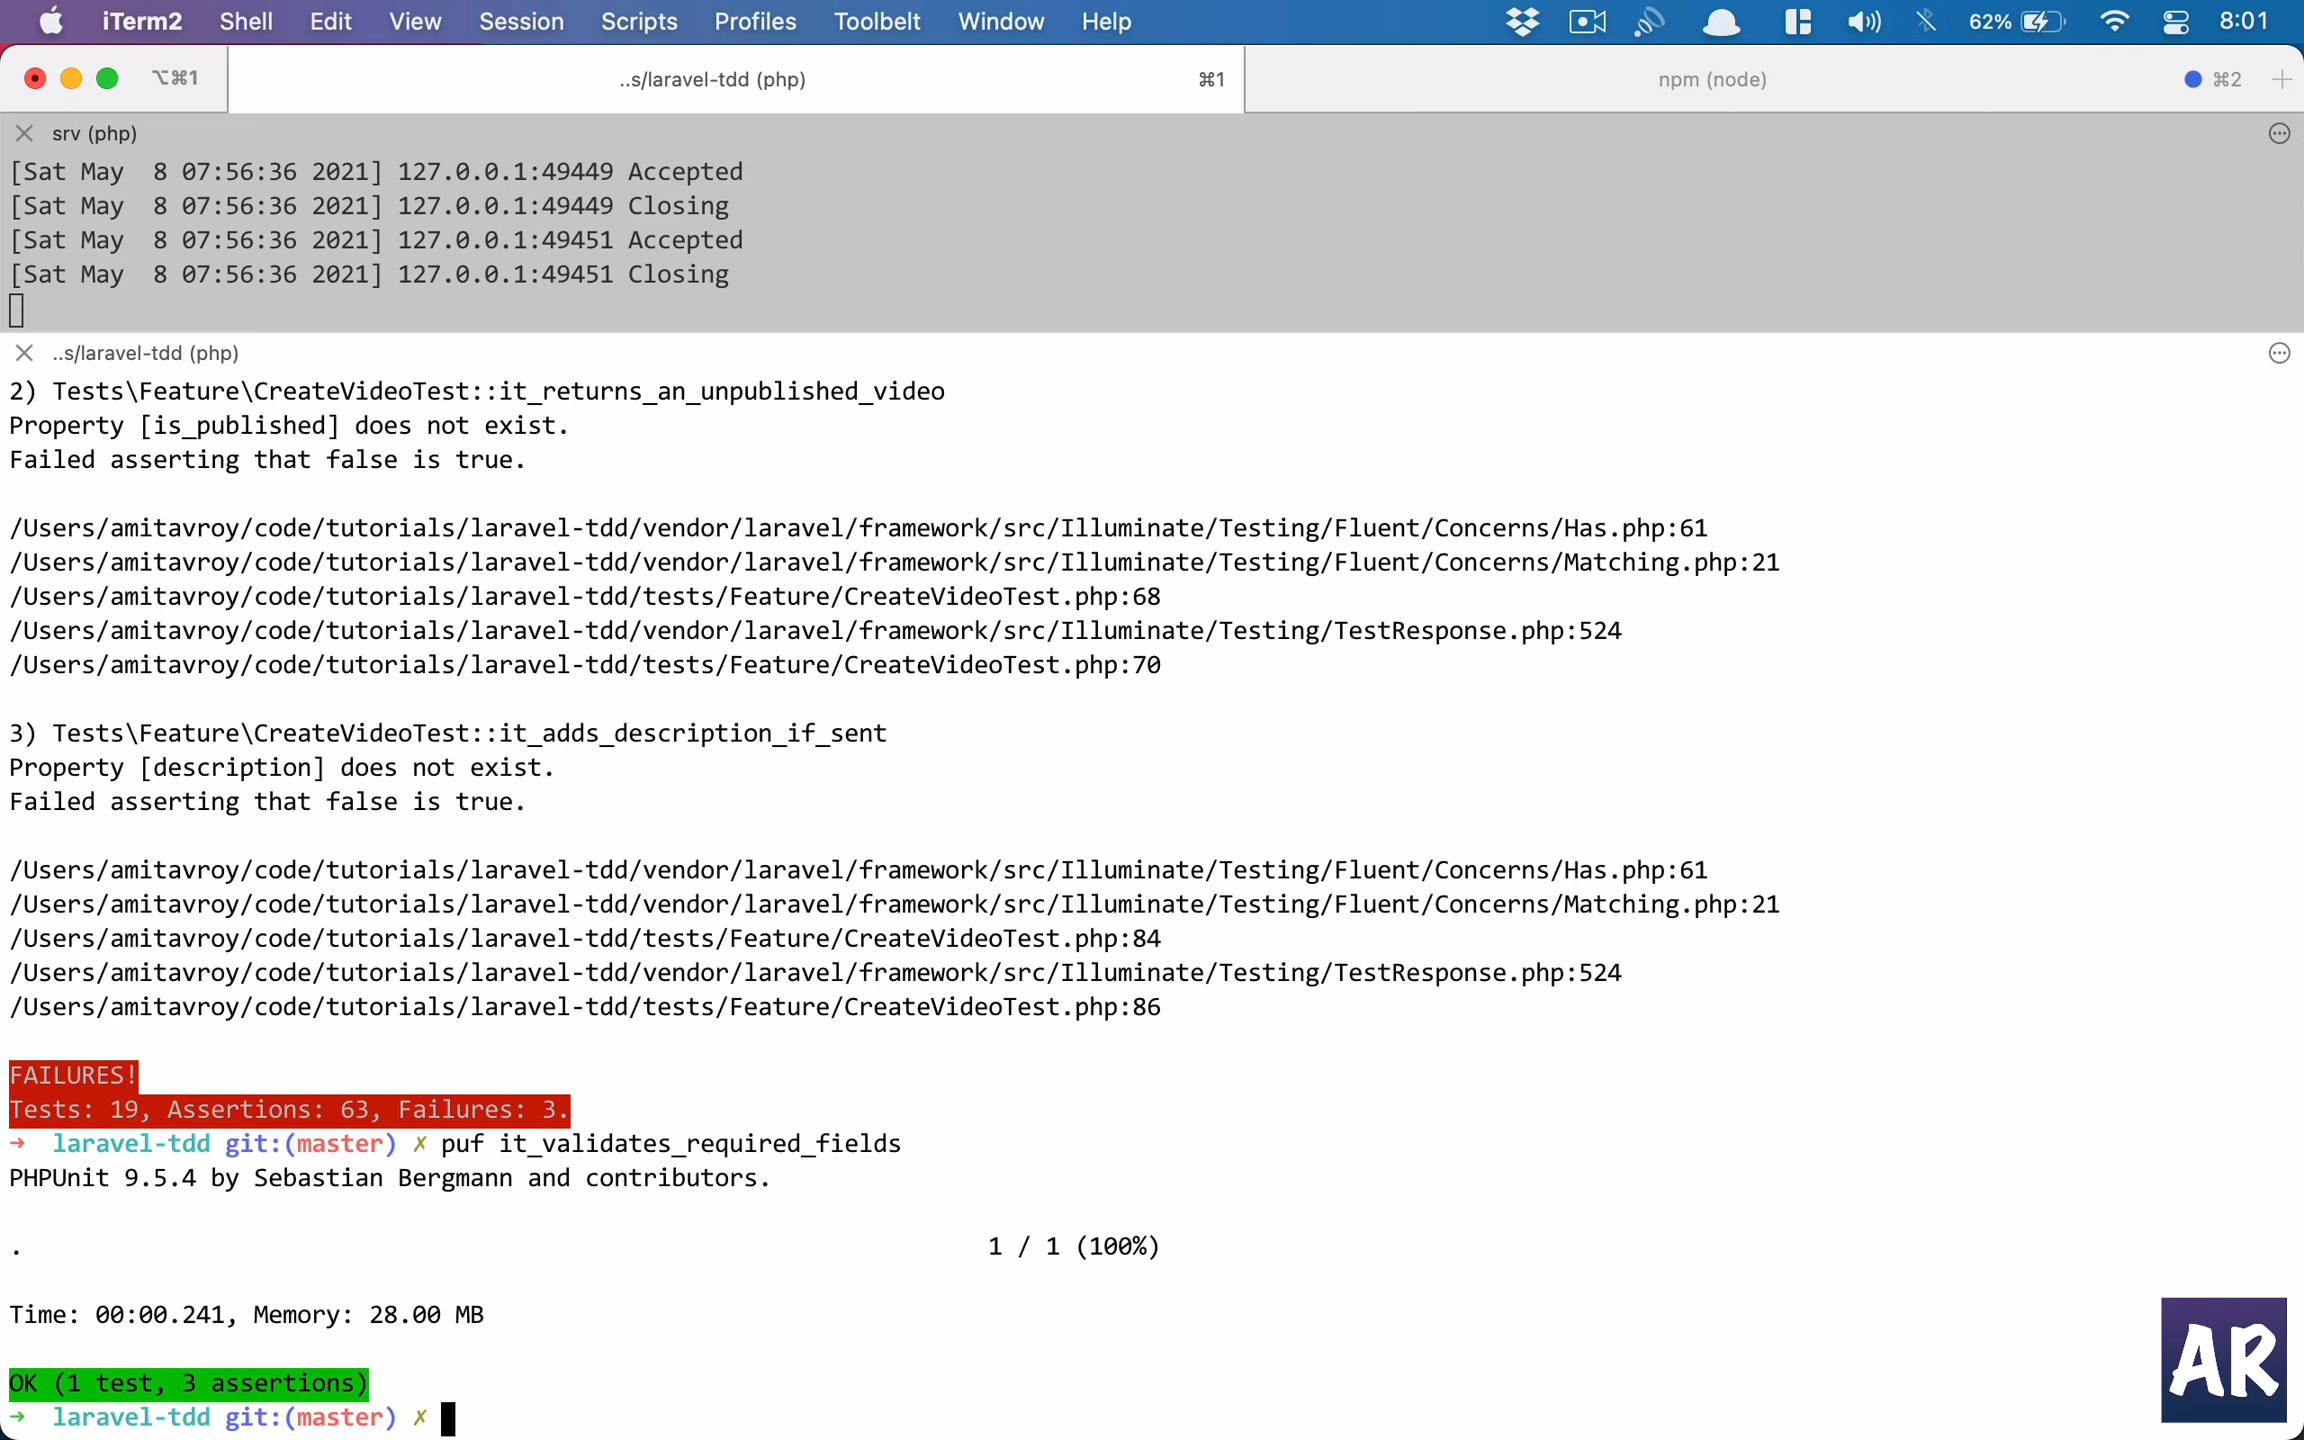 iTerm2 Shell Edit View Session Scripts Profiles Toolbelt Window Help 62% 8:01
⌥⌘1 ..s/laravel-tdd (php) ⌘1 npm (node) ⌘2
srv (php)
[Sat May  8 07:56:36 2021] 127.0.0.1:49449 Accepted
[Sat May  8 07:56:36 2021] 127.0.0.1:49449 Closing
[Sat May  8 07:56:36 2021] 127.0.0.1:49451 Accepted
[Sat May  8 07:56:36 2021] 127.0.0.1:49451 Closing
..s/laravel-tdd (php)
2) Tests\Feature\CreateVideoTest::it_returns_an_unpublished_video
Property [is_published] does not exist.
Failed asserting that false is true.
/Users/amitavroy/code/tutorials/laravel-tdd/vendor/laravel/framework/src/Illuminate/Testing/Fluent/Concerns/Has.php:61
/Users/amitavroy/code/tutorials/laravel-tdd/vendor/laravel/framework/src/Illuminate/Testing/Fluent/Concerns/Matching.php:21
/Users/amitavroy/code/tutorials/laravel-tdd/tests/Feature/CreateVideoTest.php:68
/Users/amitavroy/code/tutorials/laravel-tdd/vendor/laravel/framework/src/Illuminate/Testing/TestResponse.php:524
/Users/amitavroy/code/tutorials/laravel-tdd/tests/Feature/CreateVideoTest.php:70
3) Tests\Feature\CreateVideoTest::it_adds_description_if_sent
Property [description] does not exist.
Failed asserting that false is true.
/Users/amitavroy/code/tutorials/laravel-tdd/vendor/laravel/framework/src/Illuminate/Testing/Fluent/Concerns/Has.php:61
/Users/amitavroy/code/tutorials/laravel-tdd/vendor/laravel/framework/src/Illuminate/Testing/Fluent/Concerns/Matching.php:21
/Users/amitavroy/code/tutorials/laravel-tdd/tests/Feature/CreateVideoTest.php:84
/Users/amitavroy/code/tutorials/laravel-tdd/vendor/laravel/framework/src/Illuminate/Testing/TestResponse.php:524
/Users/amitavroy/code/tutorials/laravel-tdd/tests/Feature/CreateVideoTest.php:86
FAILURES!
Tests: 19, Assertions: 63, Failures: 3.
➜  laravel-tdd git:(master) ✗ puf it_validates_required_fields
PHPUnit 9.5.4 by Sebastian Bergmann and contributors.
. 1 / 1 (100%)
Time: 00:00.241, Memory: 28.00 MB
OK (1 test, 3 assertions)
➜  laravel-tdd git:(master) ✗
AR